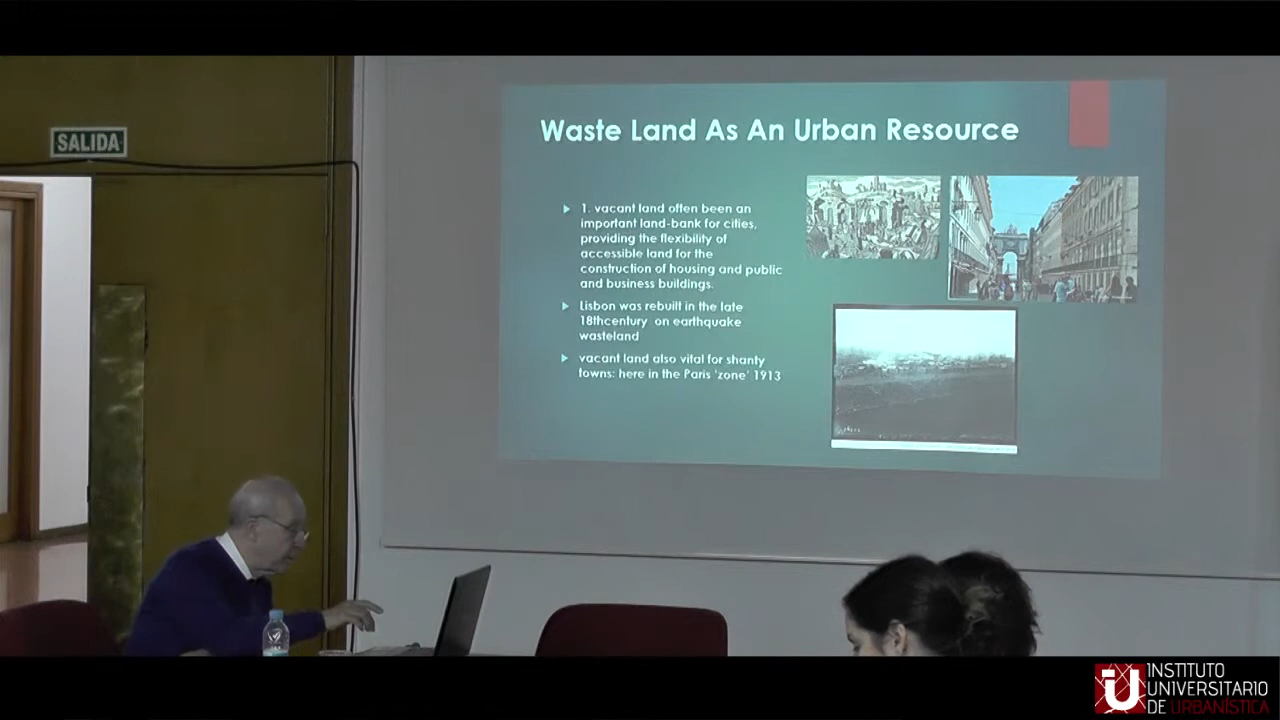 SALIDA
Waste Land As An Urban Resource
1. vacant land often been an
important land-bank for cities,
providing the flexibility of
accessible land for the
construction of housing and public
and business buildings.
Lisbon was rebuilt in the late
18thcentury on earthquake
wasteland
vacant land also vital for shanty
towns: here in the Paris 'zone' 1913
INSTITUTO
UNIVERSITARIO
DE URBANÍSTICA